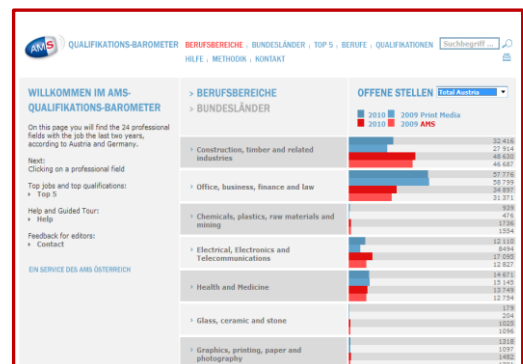 AMS
QUALIFIKATIONS-BAROMETER
BERUFSBEREICHE | BUNDESLÄNDER | TOP 5 | BERUFE | QUALIFIKATIONEN
Suchbegriff ...
HILFE | METHODIK | KONTAKT
WILLKOMMEN IM AMS-
QUALIFIKATIONS-BAROMETER
On this page you will find the 24 professional
fields with the job the last two years,
according to Austria and Germany.
Next:
Clicking on a professional field
Top jobs and top qualifications:
Top 5
Help and Guided Tour:
Help
Feedback for editors:
Contact
EIN SERVICE DES AMS ÖSTERREICH
> BERUFSBEREICHE
> BUNDESLÄNDER
OFFENE STELLEN
Total Austria
2010 2009 Print Media
2010 2009 AMS
Construction, timber and related
industries
32 416
27 914
48 620
46 687
Office, business, finance and law
57 776
58 799
34 897
31 371
Chemicals, plastics, raw materials and
mining
929
476
1736
1554
Electrical, Electronics and
Telecommunications
12 110
8494
17 095
12 827
Health and Medicine
14 671
15 145
13 749
12 754
Glass, ceramic and stone
179
204
1025
1096
Graphics, printing, paper and
photography
1318
1097
1482